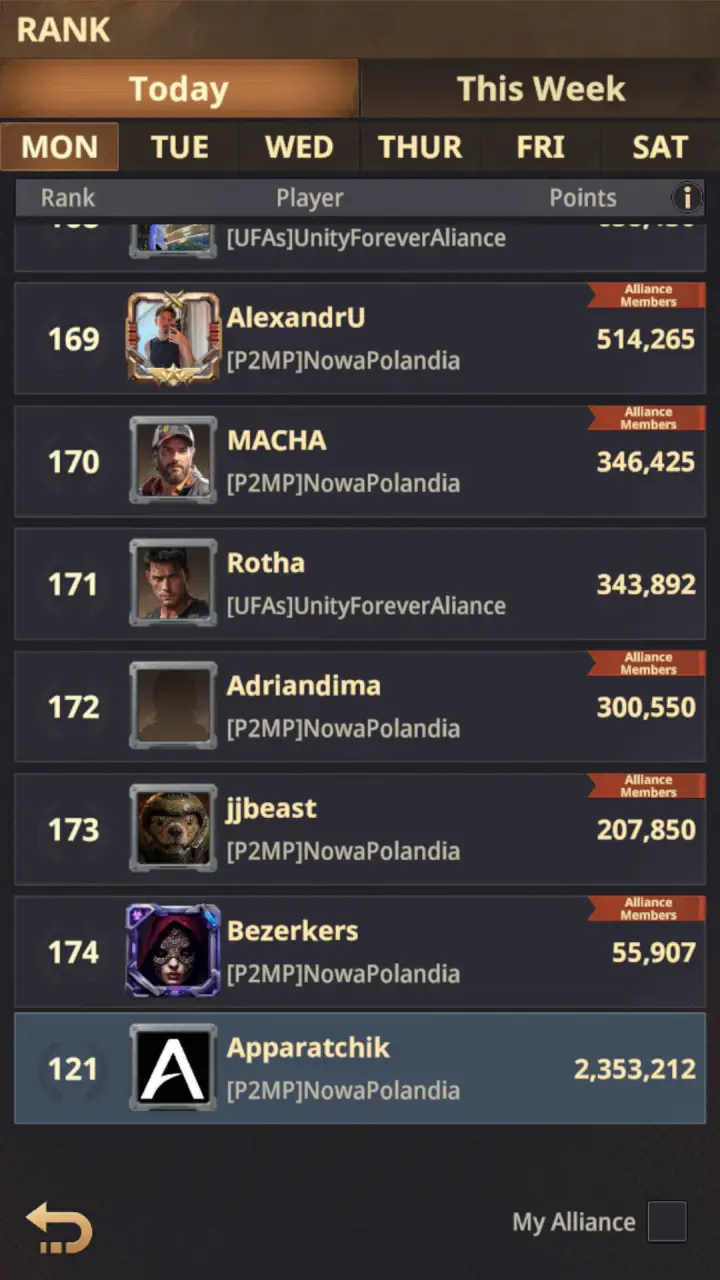 RANK
Today
This Week
MON
TUE
WED
THUR
FRI
SAT
Rank
Player
Points
[UFAs]UnityForeverAlliance
Alliance
Members
169
AlexandrU
[P2MP]NowaPolandia
514,265
Alliance
Members
170
MACHA
[P2MP]NowaPolandia
346,425
171
Rotha
[UFAs]UnityForeverAlliance
343,892
Alliance
Members
172
Adriandima
[P2MP]NowaPolandia
300,550
Alliance
Members
173
jjbeast
[P2MP]NowaPolandia
207,850
Alliance
Members
174
Bezerkers
[P2MP]NowaPolandia
55,907
121
Apparatchik
[P2MP]NowaPolandia
2,353,212
My Alliance